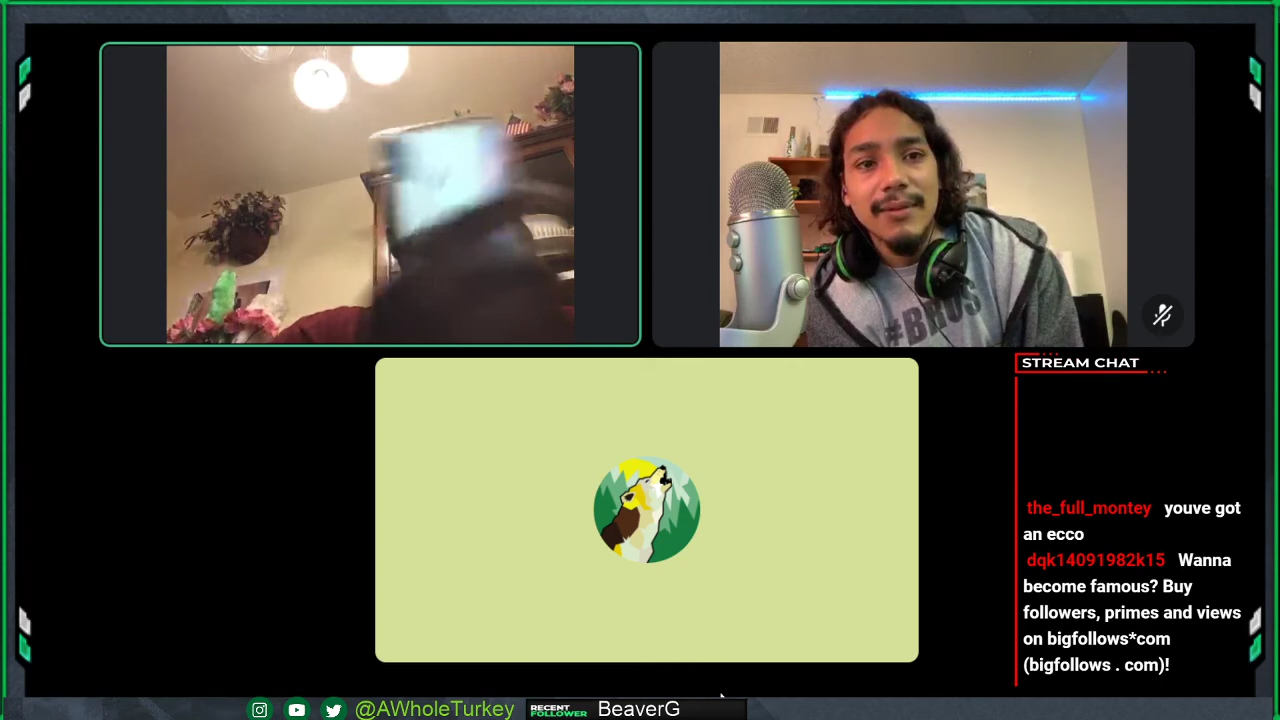 #BROS
STREAM CHAT
the_full_montey youve got
an ecco
dqk14091982k15 Wanna
become famous? Buy
followers, primes and views
on bigfollows*com
(bigfollows . com)!
@AWholeTurkey
RECENT
FOLLOWER
BeaverG